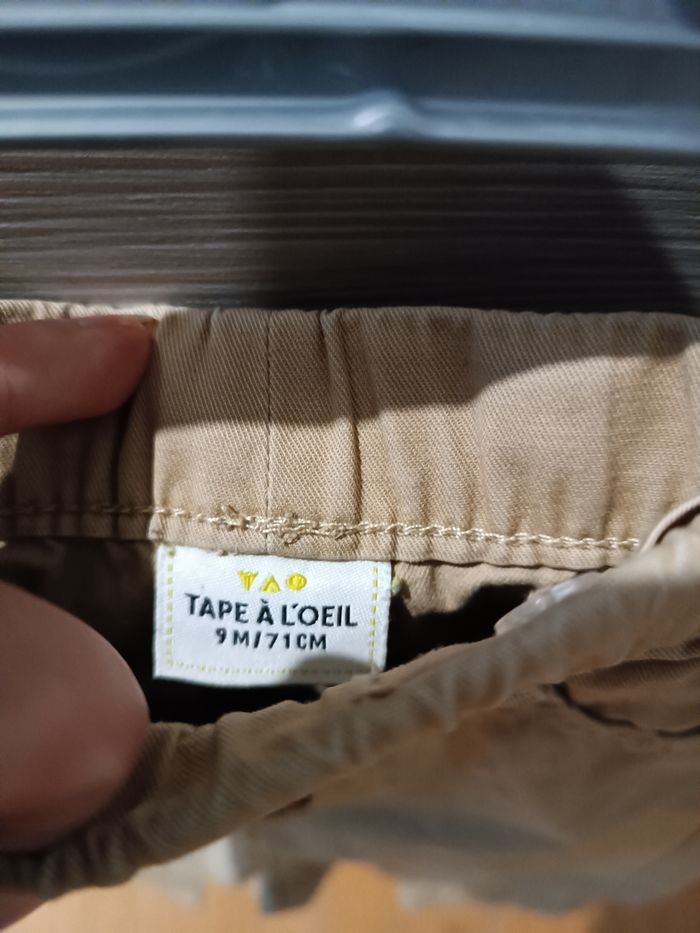 TAO
TAPE À L'OEIL
9M/71CM